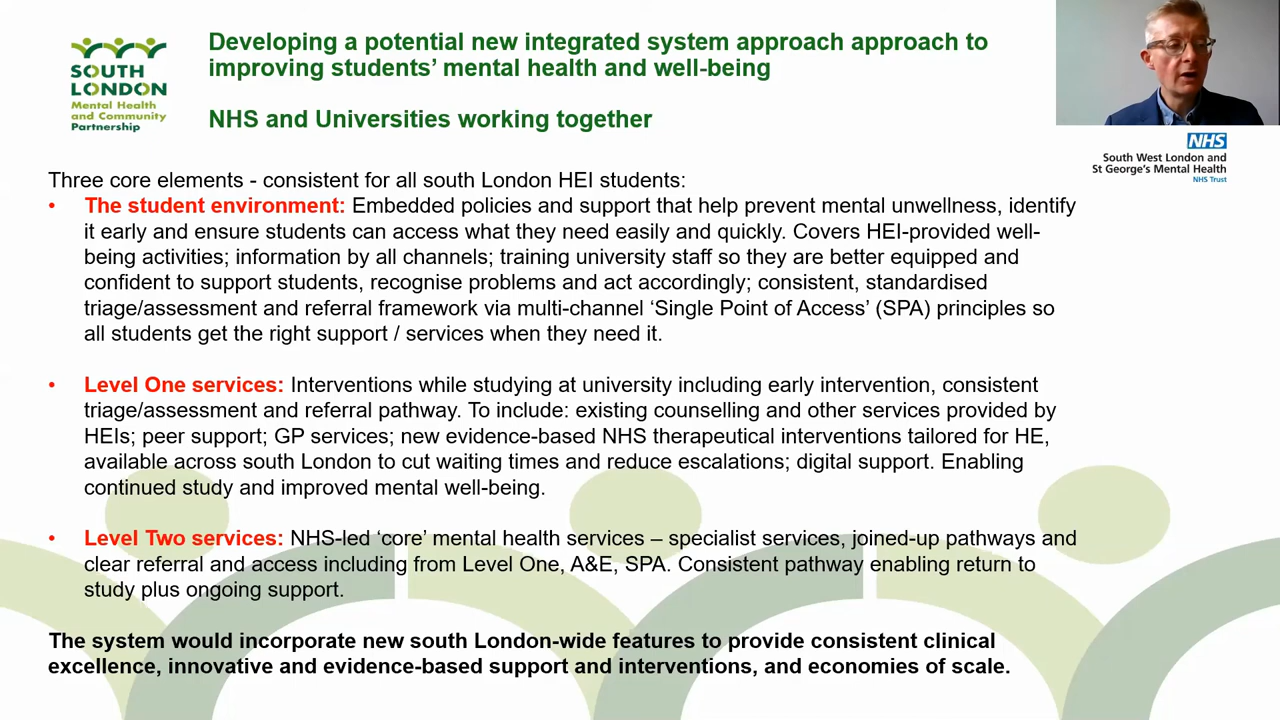 SOUTH
LONDON
Mental Health
and Community
Partnership
Developing a potential new integrated system approach approach to
improving students’ mental health and well-being
NHS and Universities working together
NHS
South West London and
St George’s Mental Health
NHS Trust
Three core elements - consistent for all south London HEI students:
• The student environment: Embedded policies and support that help prevent mental unwellness, identify
it early and ensure students can access what they need easily and quickly. Covers HEI-provided well-
being activities; information by all channels; training university staff so they are better equipped and
confident to support students, recognise problems and act accordingly; consistent, standardised
triage/assessment and referral framework via multi-channel ‘Single Point of Access’ (SPA) principles so
all students get the right support / services when they need it.
• Level One services: Interventions while studying at university including early intervention, consistent
triage/assessment and referral pathway. To include: existing counselling and other services provided by
HEIs; peer support; GP services; new evidence-based NHS therapeutical interventions tailored for HE,
available across south London to cut waiting times and reduce escalations; digital support. Enabling
continued study and improved mental well-being.
• Level Two services: NHS-led ‘core’ mental health services – specialist services, joined-up pathways and
clear referral and access including from Level One, A&E, SPA. Consistent pathway enabling return to
study plus ongoing support.
The system would incorporate new south London-wide features to provide consistent clinical
excellence, innovative and evidence-based support and interventions, and economies of scale.